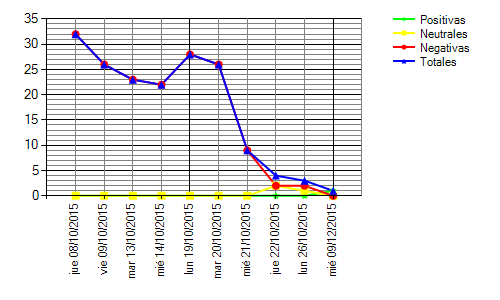 35
30
25
20
15
10
5
0
Positivas
Neutrales
Negativas
Totales
jue 08/10/2015
vie 09/10/2015
mar 13/10/2015
mié 14/10/2015
lun 19/10/2015
mar 20/10/2015
mié 21/10/2015
jue 22/10/2015
lun 26/10/2015
mié 09/12/2015